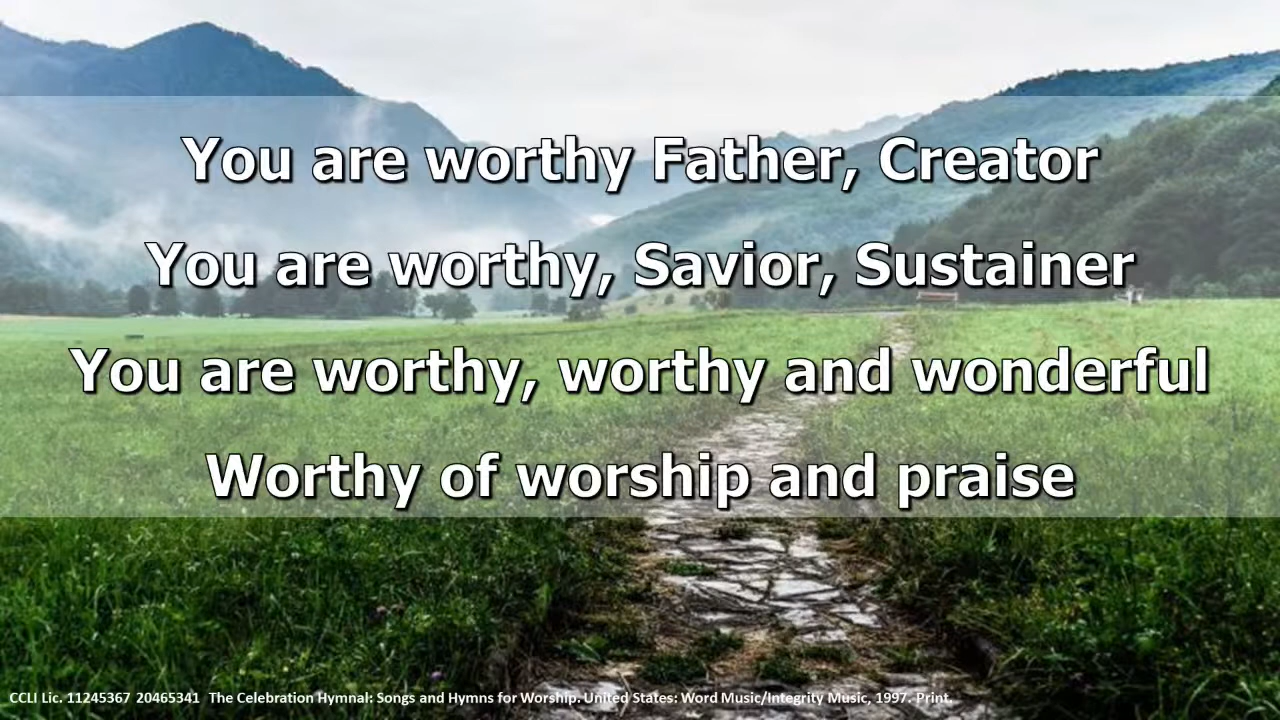 You are worthy Father, Creator
You are worthy, Savior, Sustainer
You are worthy, worthy and wonderful
Worthy of worship and praise
CCLI Lic. 11245367 20465341 The Celebration Hymnal: Songs and Hymns for Worship. United States: Word Music/Integrity Music, 1997. Print.